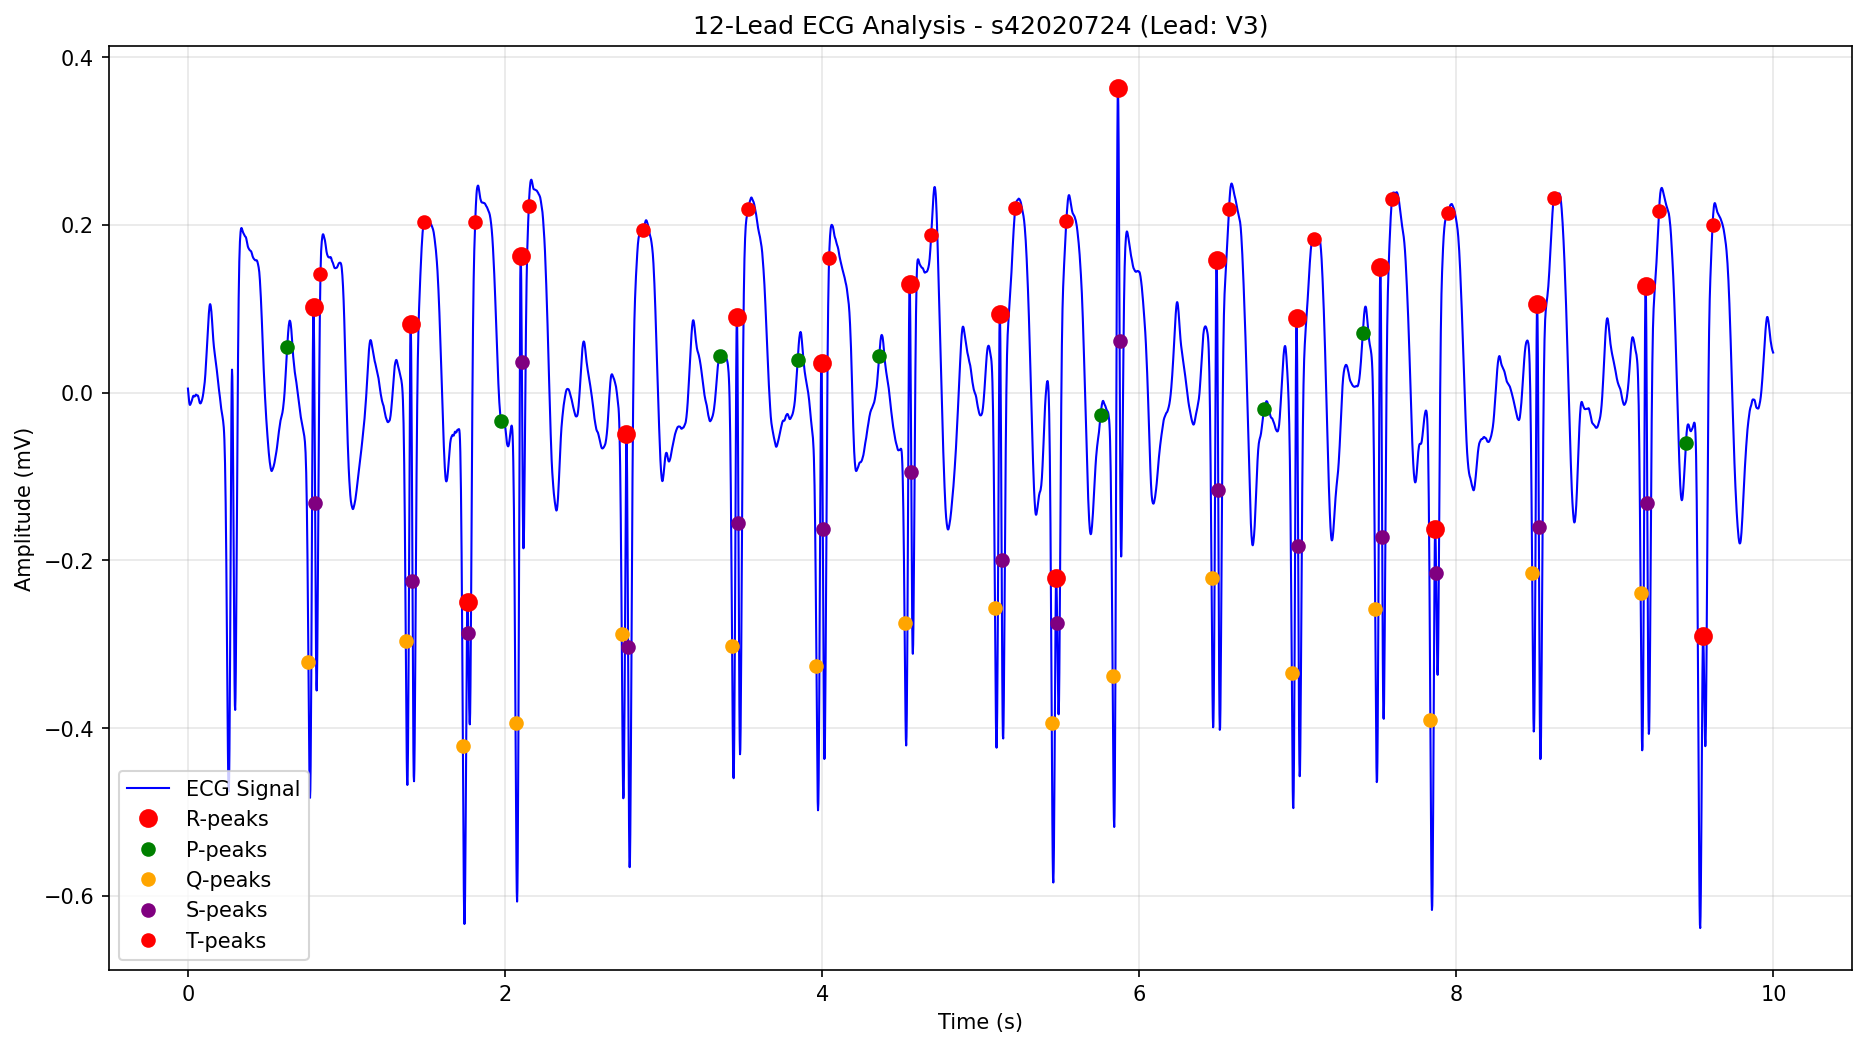 12-Lead ECG Analysis - s42020724 (Lead: V3)
Amplitude (mV)
0.4
0.2
0.0
−0.2
−0.4
−0.6
ECG Signal
R-peaks
P-peaks
Q-peaks
S-peaks
T-peaks
0 2 4 6 8 10
Time (s)